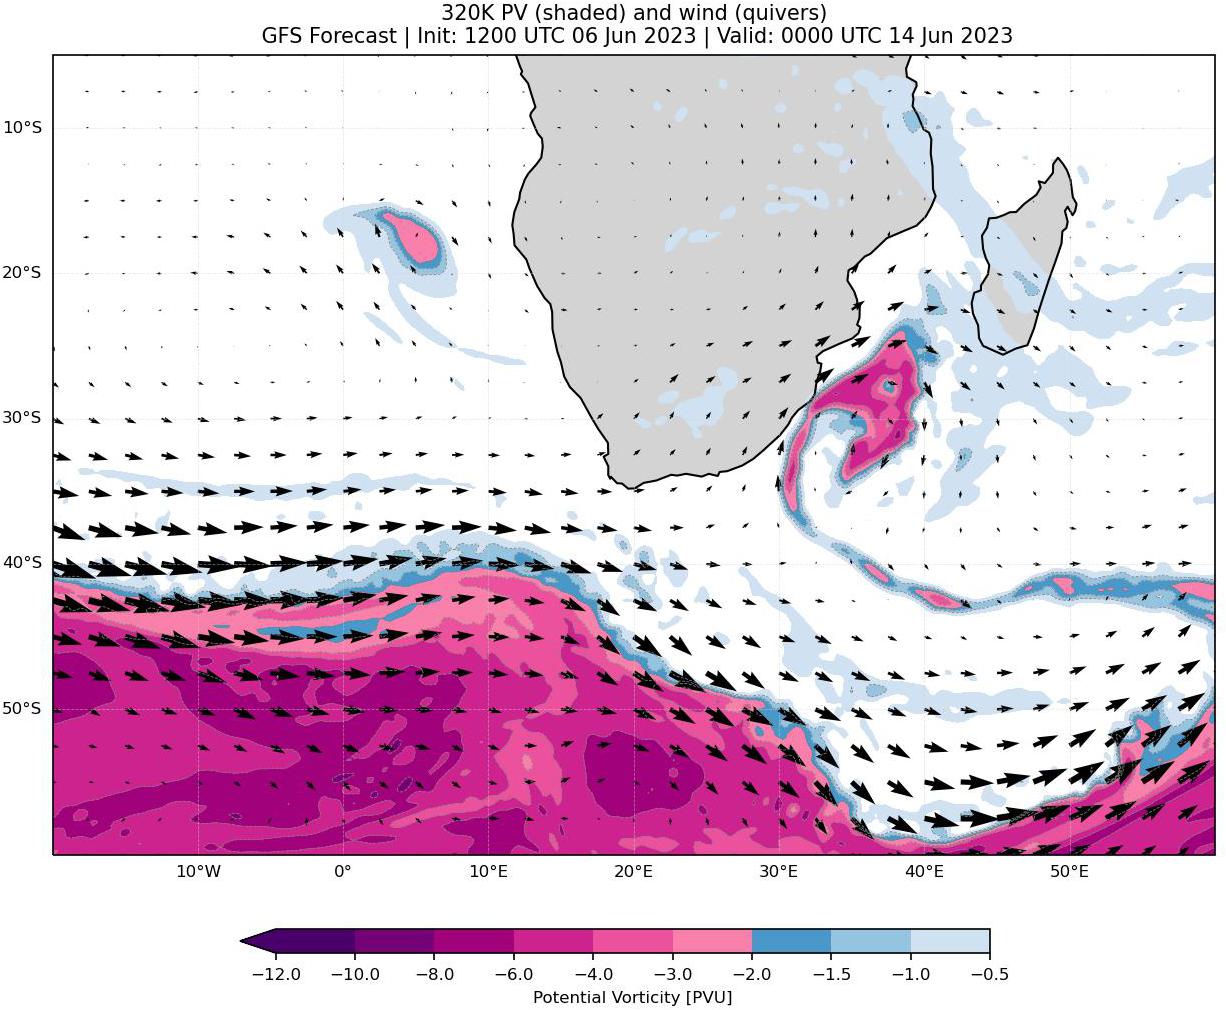 320K PV (shaded) and wind (quivers)
GFS Forecast | Init: 1200 UTC 06 Jun 2023 | Valid: 0000 UTC 14 Jun 2023
10°S
20°S
30°S
40°S
50°S
10°W 0° 10°E 20°E 30°E 40°E 50°E
−12.0 −10.0 −8.0 −6.0 −4.0 −3.0 −2.0 −1.5 −1.0 −0.5
Potential Vorticity [PVU]